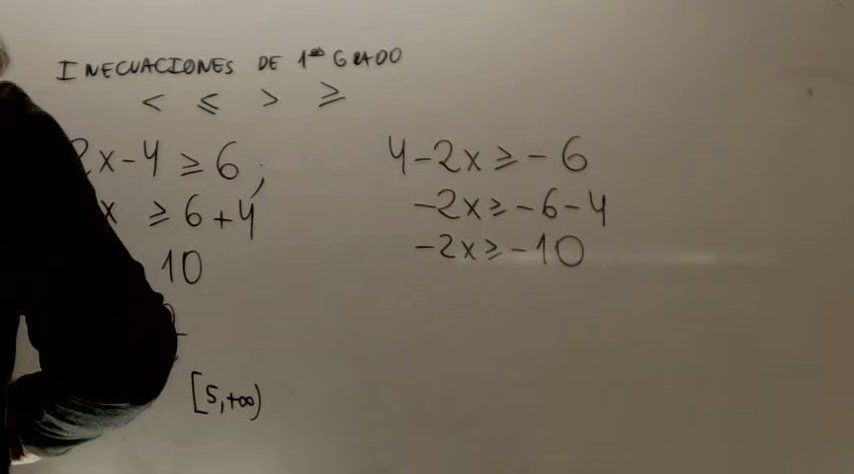 INECUACIONES DE 1er GRADO
< ≤ > ≥
2x-4 ≥ 6;
x ≥ 6+4
10
[5,+∞)
4-2x ≥ -6
-2x ≥ -6-4
-2x ≥ -10